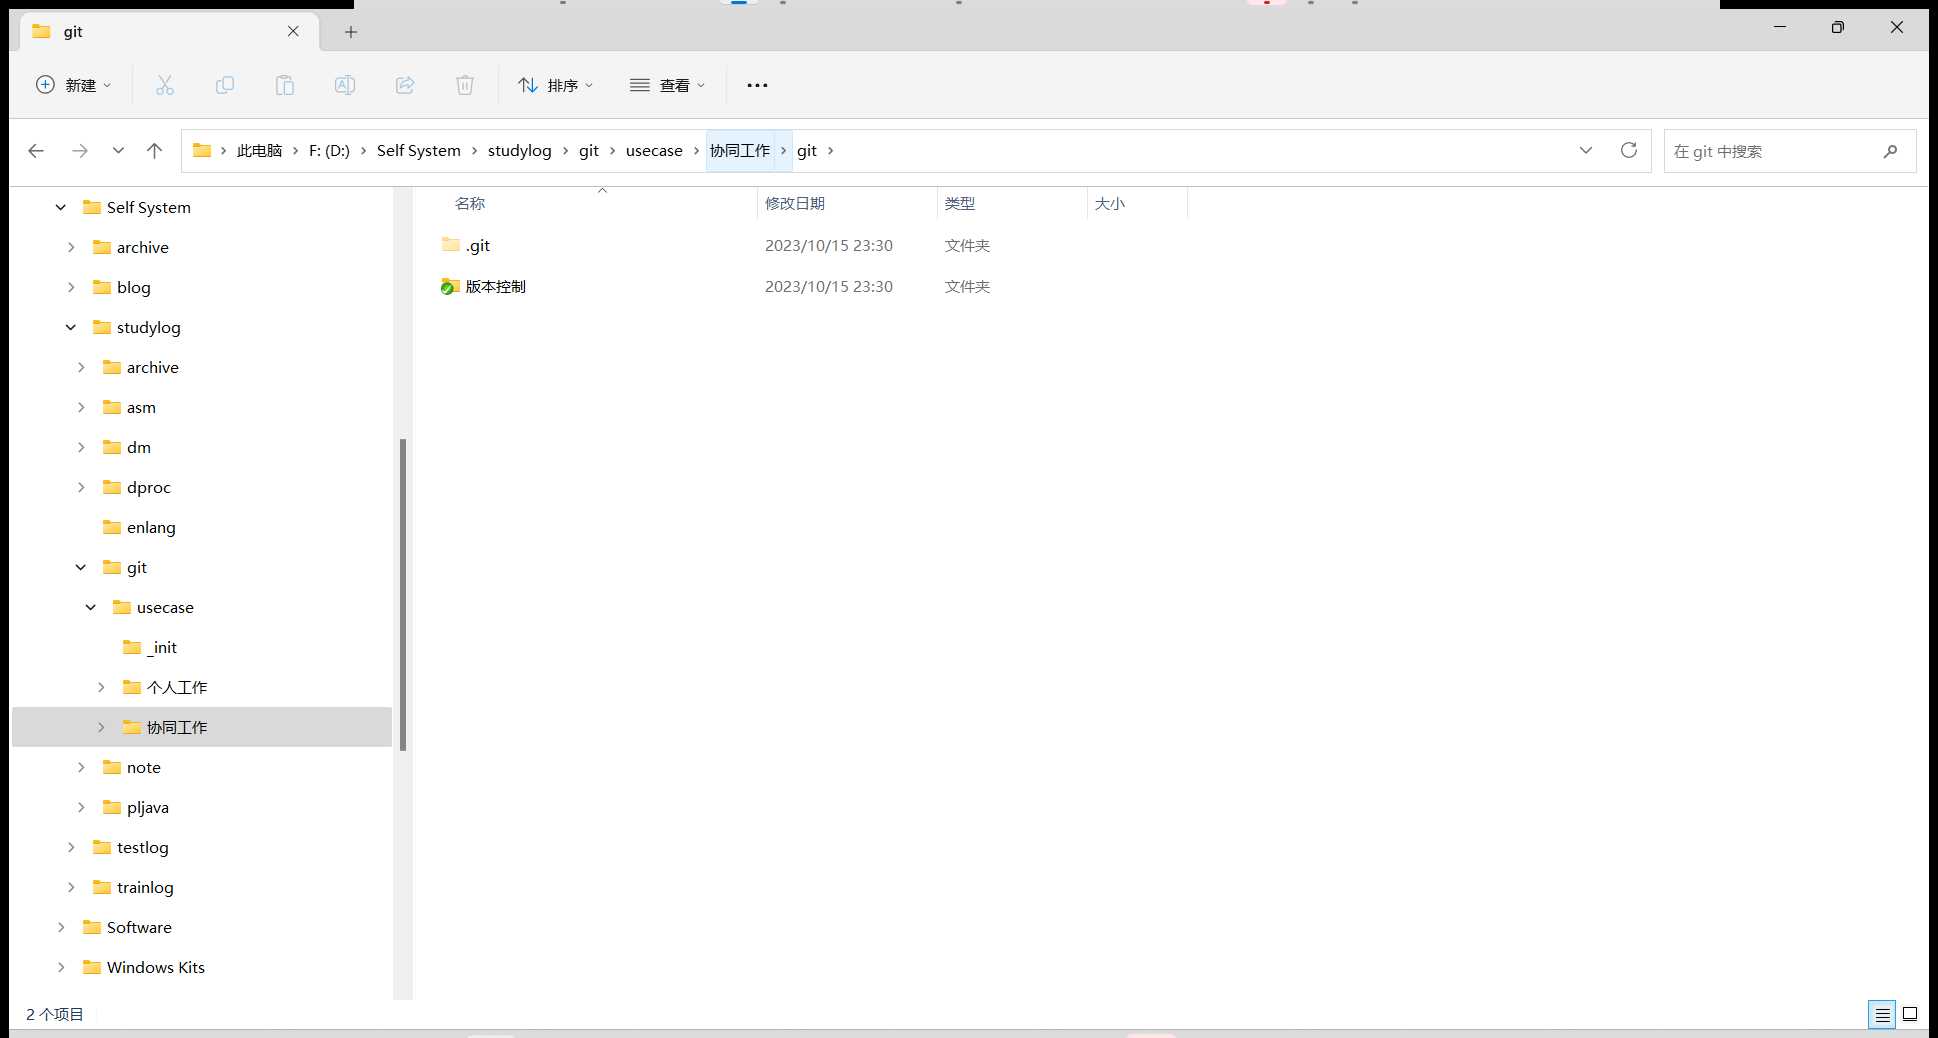 git
新建
排序
查看
此电脑 F: (D:) Self System studylog git usecase 协同工作 git
在 git 中搜索
Self System
archive
blog
studylog
archive
asm
dm
dproc
enlang
git
usecase
_init
个人工作
协同工作
note
pljava
testlog
trainlog
Software
Windows Kits
名称 修改日期 类型 大小
.git 2023/10/15 23:30 文件夹
版本控制 2023/10/15 23:30 文件夹
2 个项目